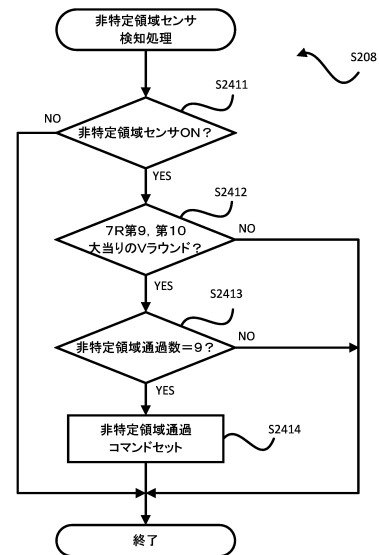 非特定領域センサ
検知処理
S208
S2411
非特定領域センサON？
NO
YES
S2412
7R第9，第10
大当りのVラウンド？
NO
YES
S2413
非特定領域通過数＝9？
NO
YES
S2414
非特定領域通過
コマンドセット
終了